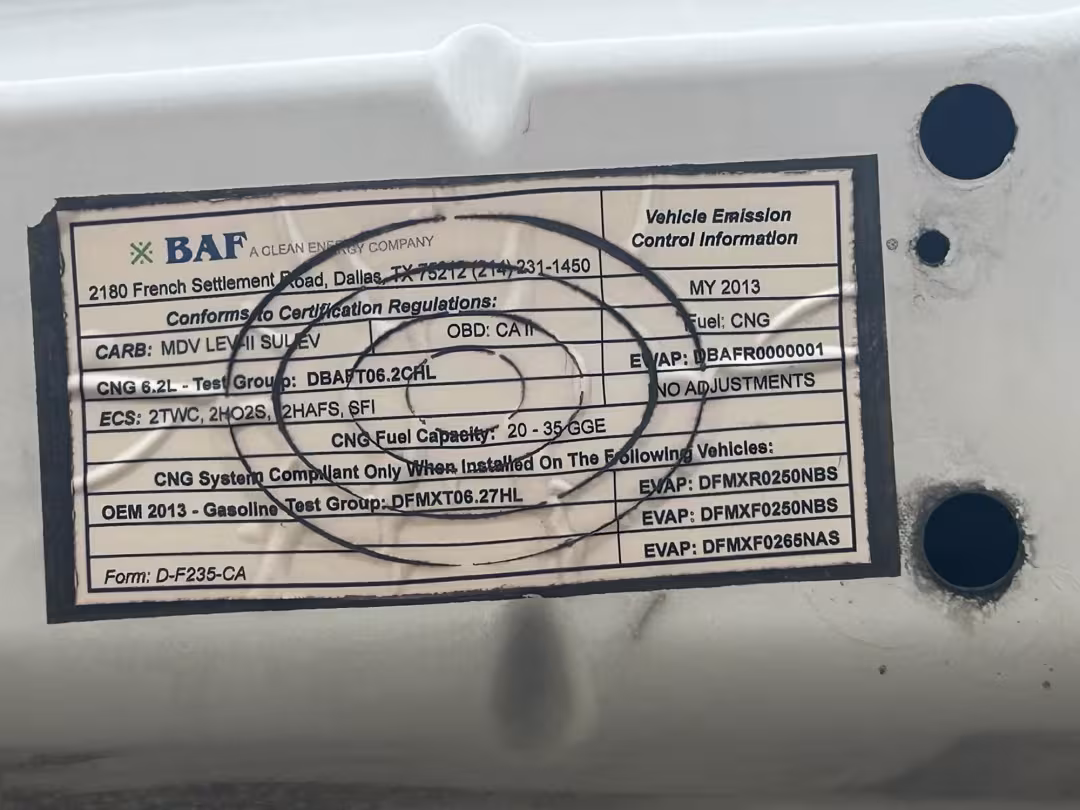 BAF A CLEAN ENERGY COMPANY
2180 French Settlement Road, Dallas, TX 75212 (214) 231-1450
Vehicle Emission
Control Information
Conforms to Certification Regulations:
MY 2013
CARB: MDV LEV-II SULEV
OBD: CA II
Fuel: CNG
CNG 6.2L - Test Group: DBAFT06.2CHL
EVAP: DBAFR0000001
ECS: 2TWC, 2HO2S, 2HAFS, SFI
NO ADJUSTMENTS
CNG Fuel Capacity: 20 - 35 GGE
CNG System Compliant Only When Installed On The Following Vehicles:
OEM 2013 - Gasoline Test Group: DFMXT06.27HL
EVAP: DFMXR0250NBS
EVAP: DFMXF0250NBS
EVAP: DFMXF0265NAS
Form: D-F235-CA